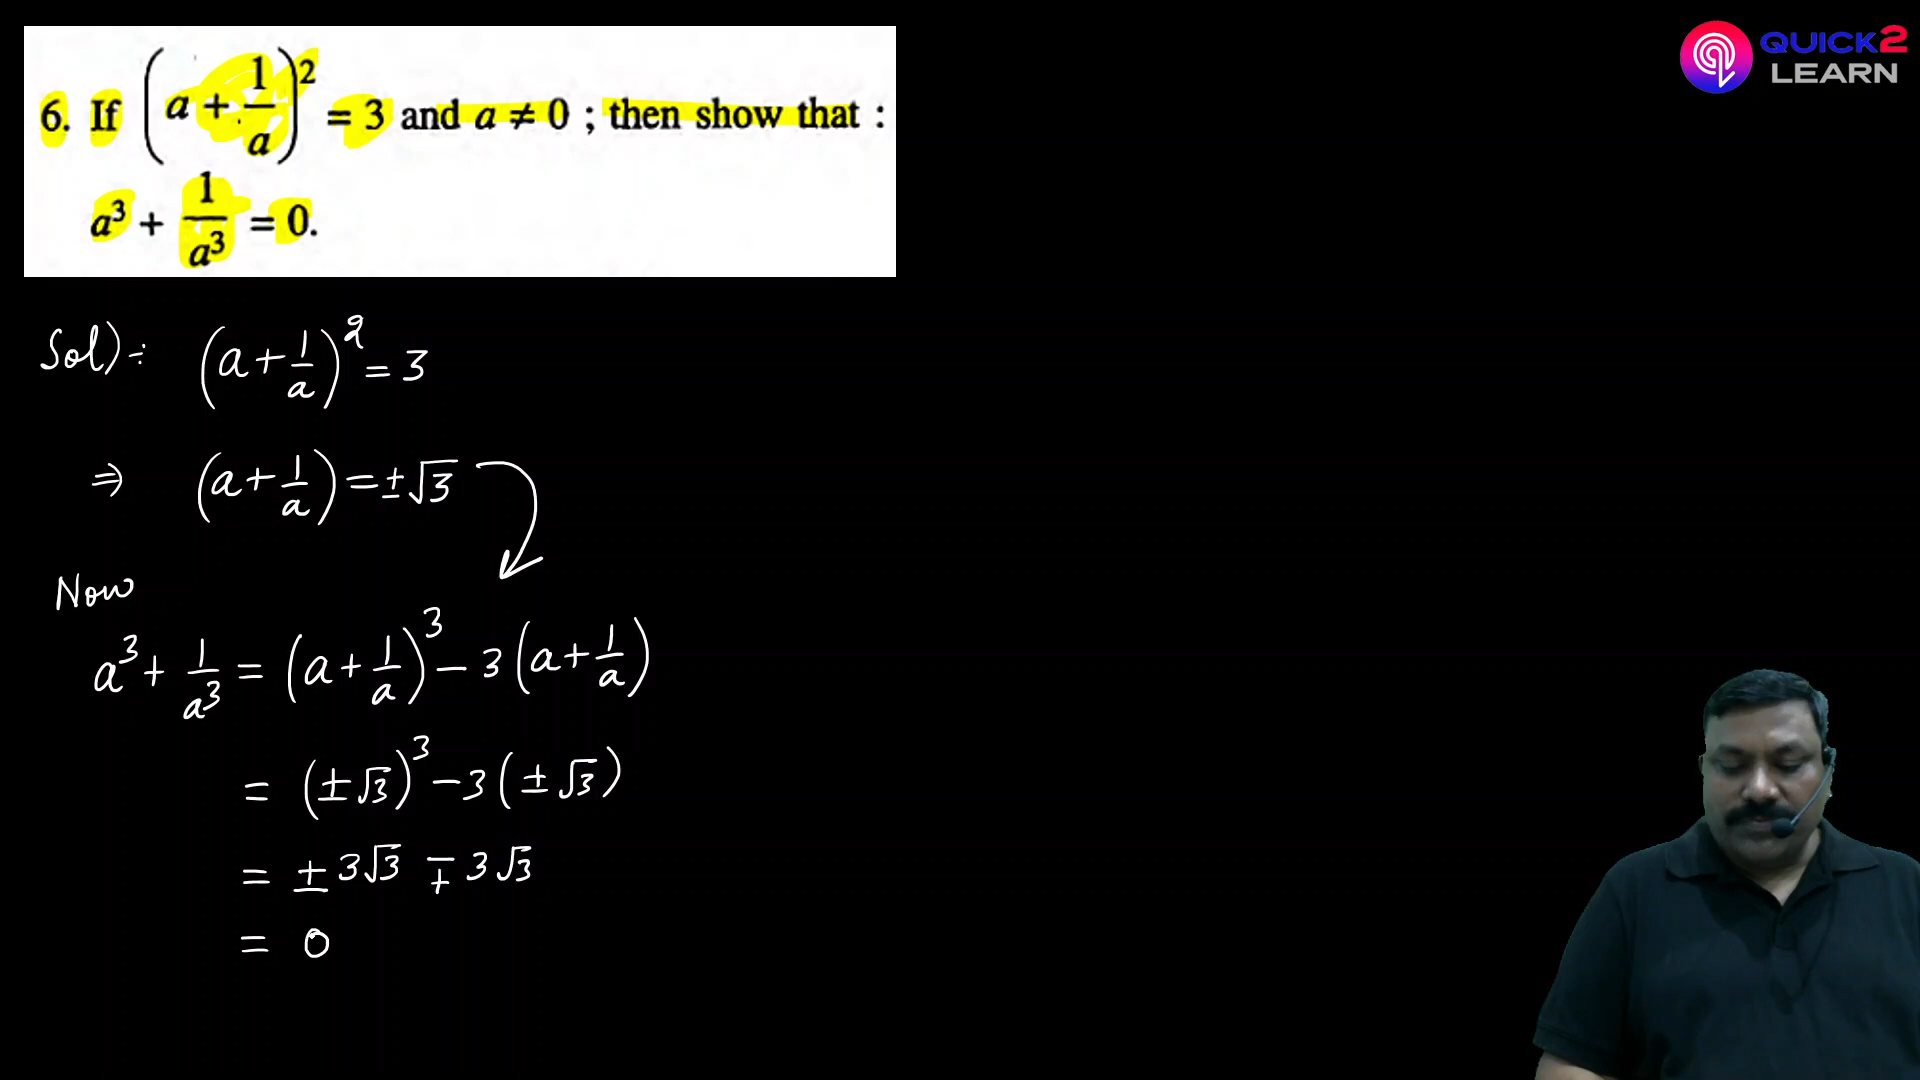 QUICK2
LEARN
6. If (a + 1/a)² = 3 and a ≠ 0 ; then show that :
a³ + 1/a³ = 0.
Sol) ÷ (a + 1/a)² = 3
⇒ (a + 1/a) = ±√3
Now
a³ + 1/a³ = (a + 1/a)³ − 3(a + 1/a)
= (±√3)³ − 3(±√3)
= ±3√3 ∓ 3√3
= 0